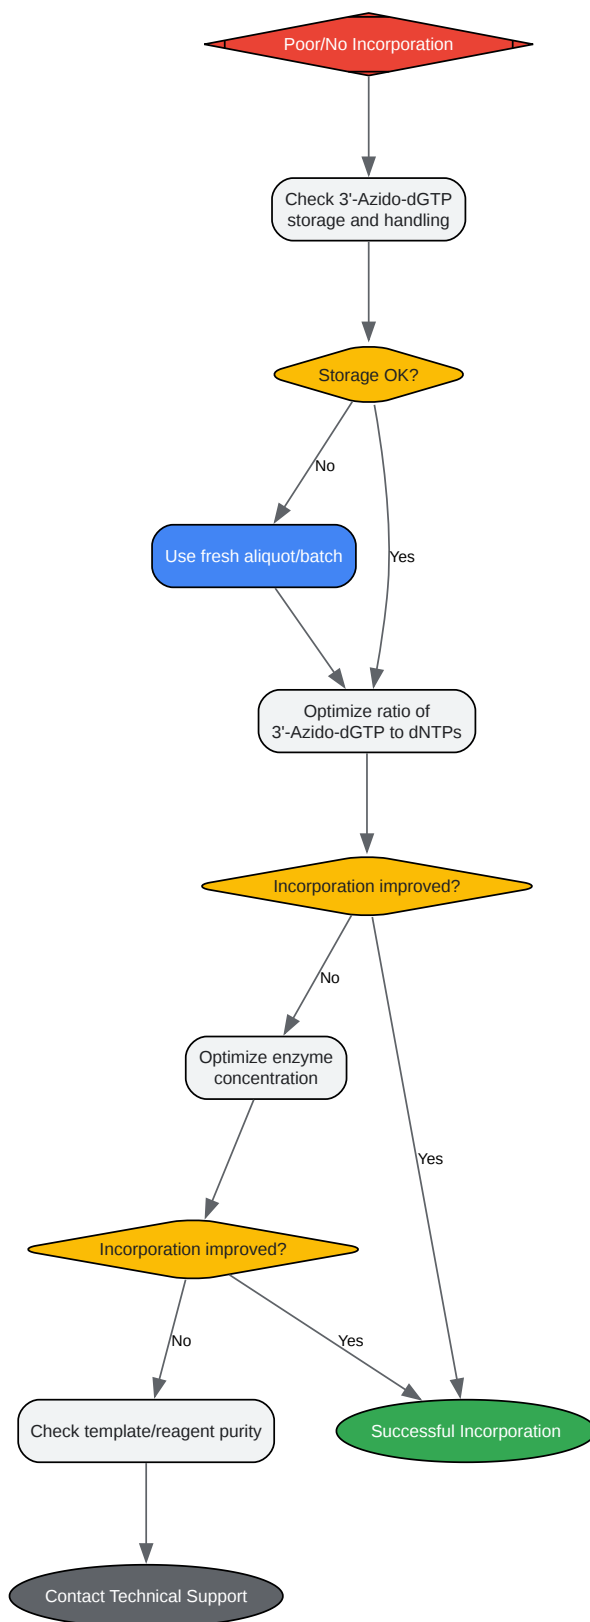 Poor/No Incorporation
Check 3'-Azido-dGTP
storage and handling
Storage OK?
No
Use fresh aliquot/batch
Yes
Optimize ratio of
3'-Azido-dGTP to dNTPs
Incorporation improved?
No
Optimize enzyme
concentration
Yes
Incorporation improved?
No
Yes
Check template/reagent purity
Successful Incorporation
Contact Technical Support